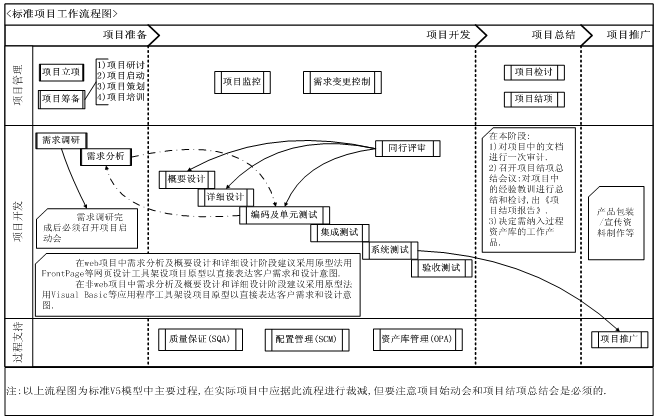 <标准项目工作流程图>
项目准备
项目开发
项目总结
项目推广
项目管理
项目立项
项目筹备
1)项目研讨
2)项目启动
3)项目策划
4)项目培训
项目监控
需求变更控制
项目检讨
项目结项
项目开发
需求调研
需求分析
同行评审
概要设计
详细设计
编码及单元测试
集成测试
系统测试
验收测试
需求调研完
成后必须召开项目启
动会
在本阶段:
1)对项目中的文档
进行一次审计.
2)召开项目结项总
结会议:对项目中
的经验教训进行总
结和检讨,出《项
目结项报告》.
3)决定需纳入过程
资产库的工作产
品.
产品包装
/宣传资
料制作等
在web项目中需求分析及概要设计和详细设计阶段建议采用原型法用
FrontPage等网页设计工具架设项目原型以直接表达客户需求和设计意图.
在非web项目中需求分析及概要设计和详细设计阶段建议采用原型法
用Visual Basic等应用程序工具架设项目原型以直接表达客户需求和设计意
图.
过程支持
质量保证(SQA)
配置管理(SCM)
资产库管理(OPA)
项目推广
注:以上流程图为标准V5模型中主要过程,在实际项目中应据此流程进行裁减,但要注意项目始动会和项目结项总结会是必须的.